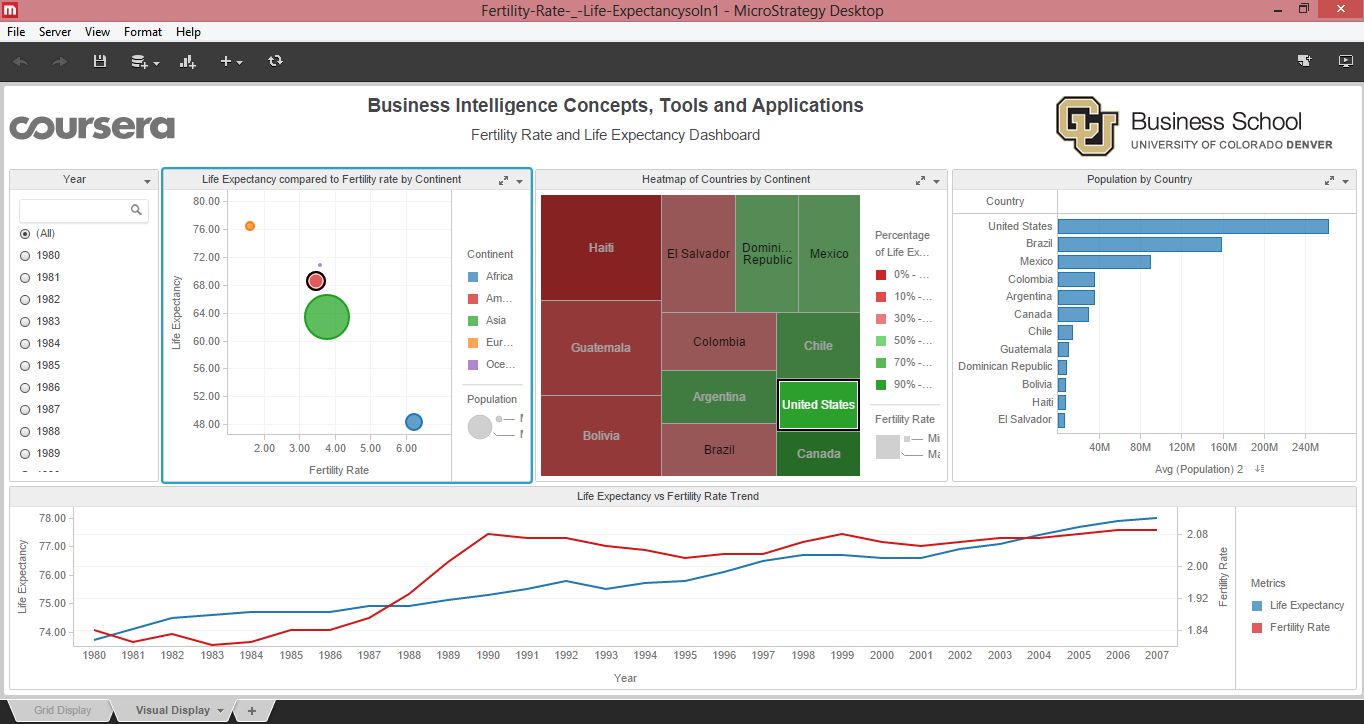 Fertility-Rate-_-Life-Expectancysoln1 - MicroStrategy Desktop
File Server View Format Help
coursera
Business Intelligence Concepts, Tools and Applications
Fertility Rate and Life Expectancy Dashboard
CU
Business School
UNIVERSITY OF COLORADO DENVER
Year
(All)
1980
1981
1982
1983
1984
1985
1986
1987
1988
1989
Life Expectancy compared to Fertility rate by Continent
Life Expectancy
80.00
76.00
72.00
68.00
64.00
60.00
56.00
52.00
48.00
2.00 3.00 4.00 5.00 6.00
Fertility Rate
Continent
Africa
Am...
Asia
Eur...
Oce...
Population
Heatmap of Countries by Continent
Haiti
El Salvador
Domini... Republic
Mexico
Guatemala
Colombia
Chile
Argentina
United States
Bolivia
Brazil
Canada
Percentage
of Life Ex...
0% - ...
10% -...
30% -...
50% -...
70% -...
90% -...
Fertility Rate
Mi
Ma
Population by Country
Country
United States
Brazil
Mexico
Colombia
Argentina
Canada
Chile
Guatemala
Dominican Republic
Bolivia
Haiti
El Salvador
40M 80M 120M 160M 200M 240M
Avg (Population) 2
Life Expectancy vs Fertility Rate Trend
Life Expectancy
78.00
77.00
76.00
75.00
74.00
1980 1981 1982 1983 1984 1985 1986 1987 1988 1989 1990 1991 1992 1993 1994 1995 1996 1997 1998 1999 2000 2001 2002 2003 2004 2005 2006 2007
Year
2.08
2.00
1.92
1.84
Fertility Rate
Metrics
Life Expectancy
Fertility Rate
Grid Display
Visual Display